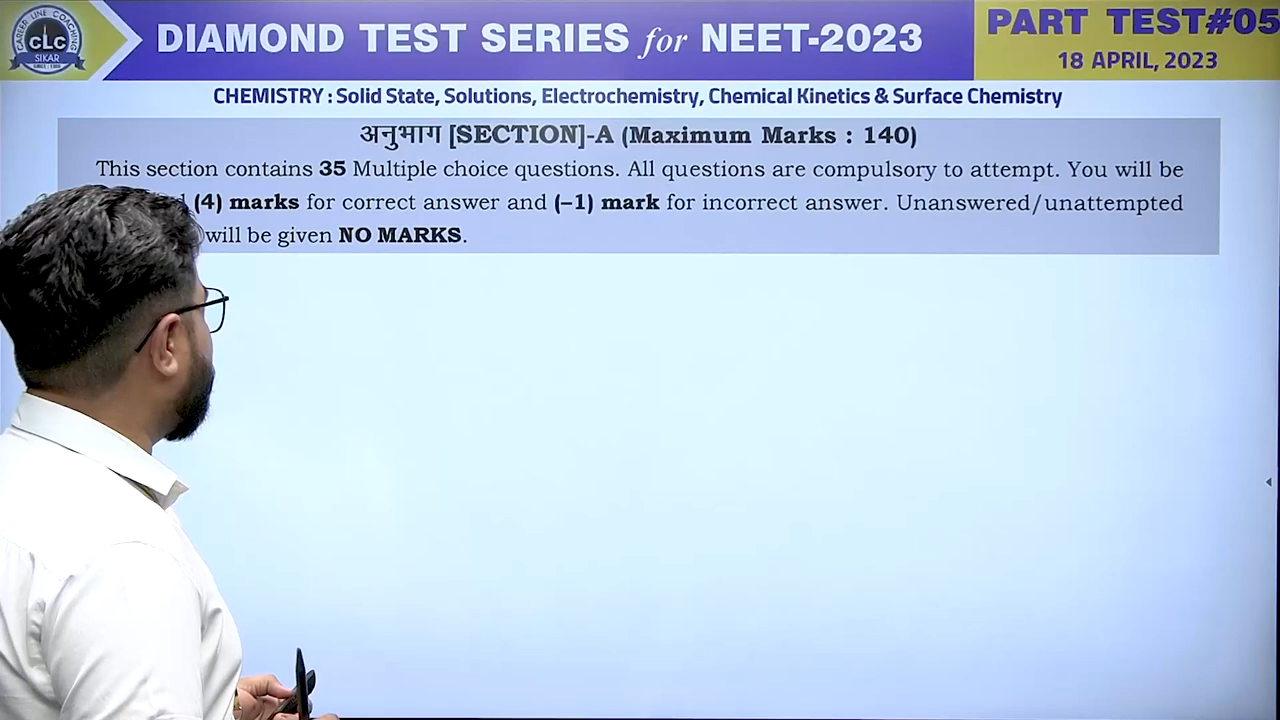 CAREER LINE COACHING
CLC
SIKAR
SINCE : 1996
DIAMOND TEST SERIES for NEET-2023
PART TEST#05
18 APRIL, 2023
CHEMISTRY : Solid State, Solutions, Electrochemistry, Chemical Kinetics & Surface Chemistry
अनुभाग [SECTION]-A (Maximum Marks : 140)
This section contains 35 Multiple choice questions. All questions are compulsory to attempt. You will be
(4) marks for correct answer and (–1) mark for incorrect answer. Unanswered/unattempted
will be given NO MARKS.